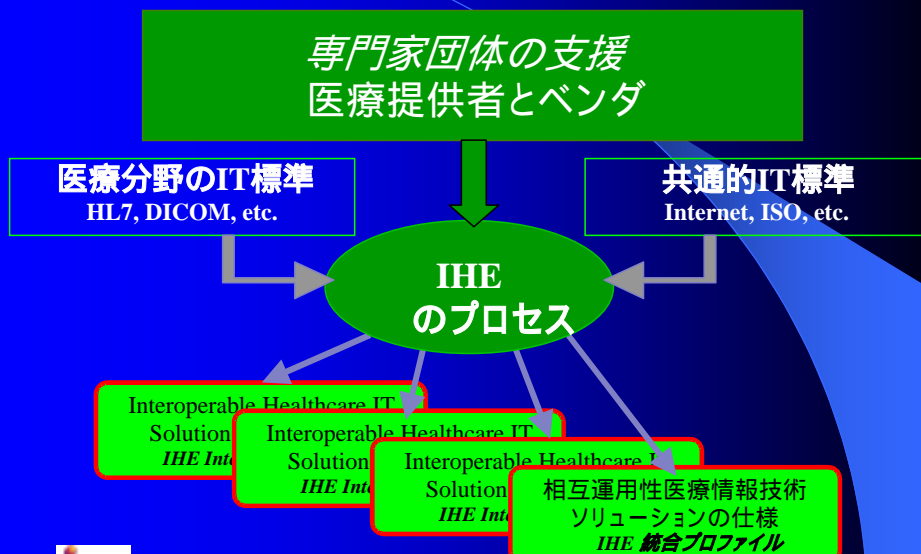 専門家団体の支援
医療提供者とベンダ
医療分野のIT標準
HL7, DICOM, etc.
共通的IT標準
Internet, ISO, etc.
IHE
のプロセス
Interoperable Healthcare IT
Solution
IHE
Interoperable Healthcare IT
Solution
IHE
Interoperable Healthcare
Solution
IHE
相互運用性医療情報技術
ソリューションの仕様
IHE 統合プロファイル